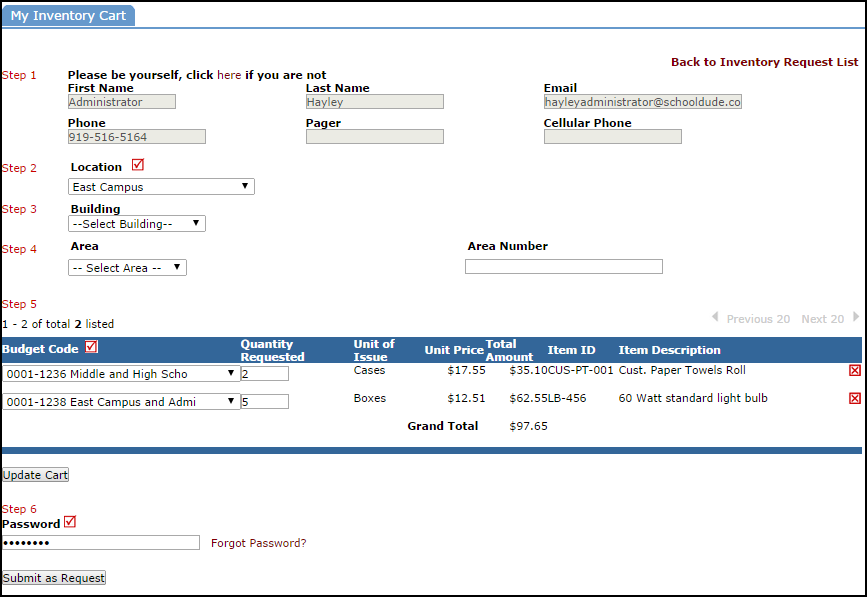 My Inventory Cart
Back to Inventory Request List
Step 1 Please be yourself, click here if you are not
First Name Last Name Email
Administrator Hayley hayleyadministrator@schooldude.co
Phone Pager Cellular Phone
919-516-5164
Step 2 Location
East Campus
Step 3 Building
--Select Building--
Step 4 Area Area Number
-- Select Area --
Step 5
1 - 2 of total 2 listed Previous 20 Next 20
Budget Code Quantity Requested Unit of Issue Unit Price Total Amount Item ID Item Description
0001-1236 Middle and High Scho 2 Cases $17.55 $35.10 CUS-PT-001 Cust. Paper Towels Roll
0001-1238 East Campus and Admi 5 Boxes $12.51 $62.55 LB-456 60 Watt standard light bulb
Grand Total $97.65
Update Cart
Step 6
Password
•••••••• Forgot Password?
Submit as Request